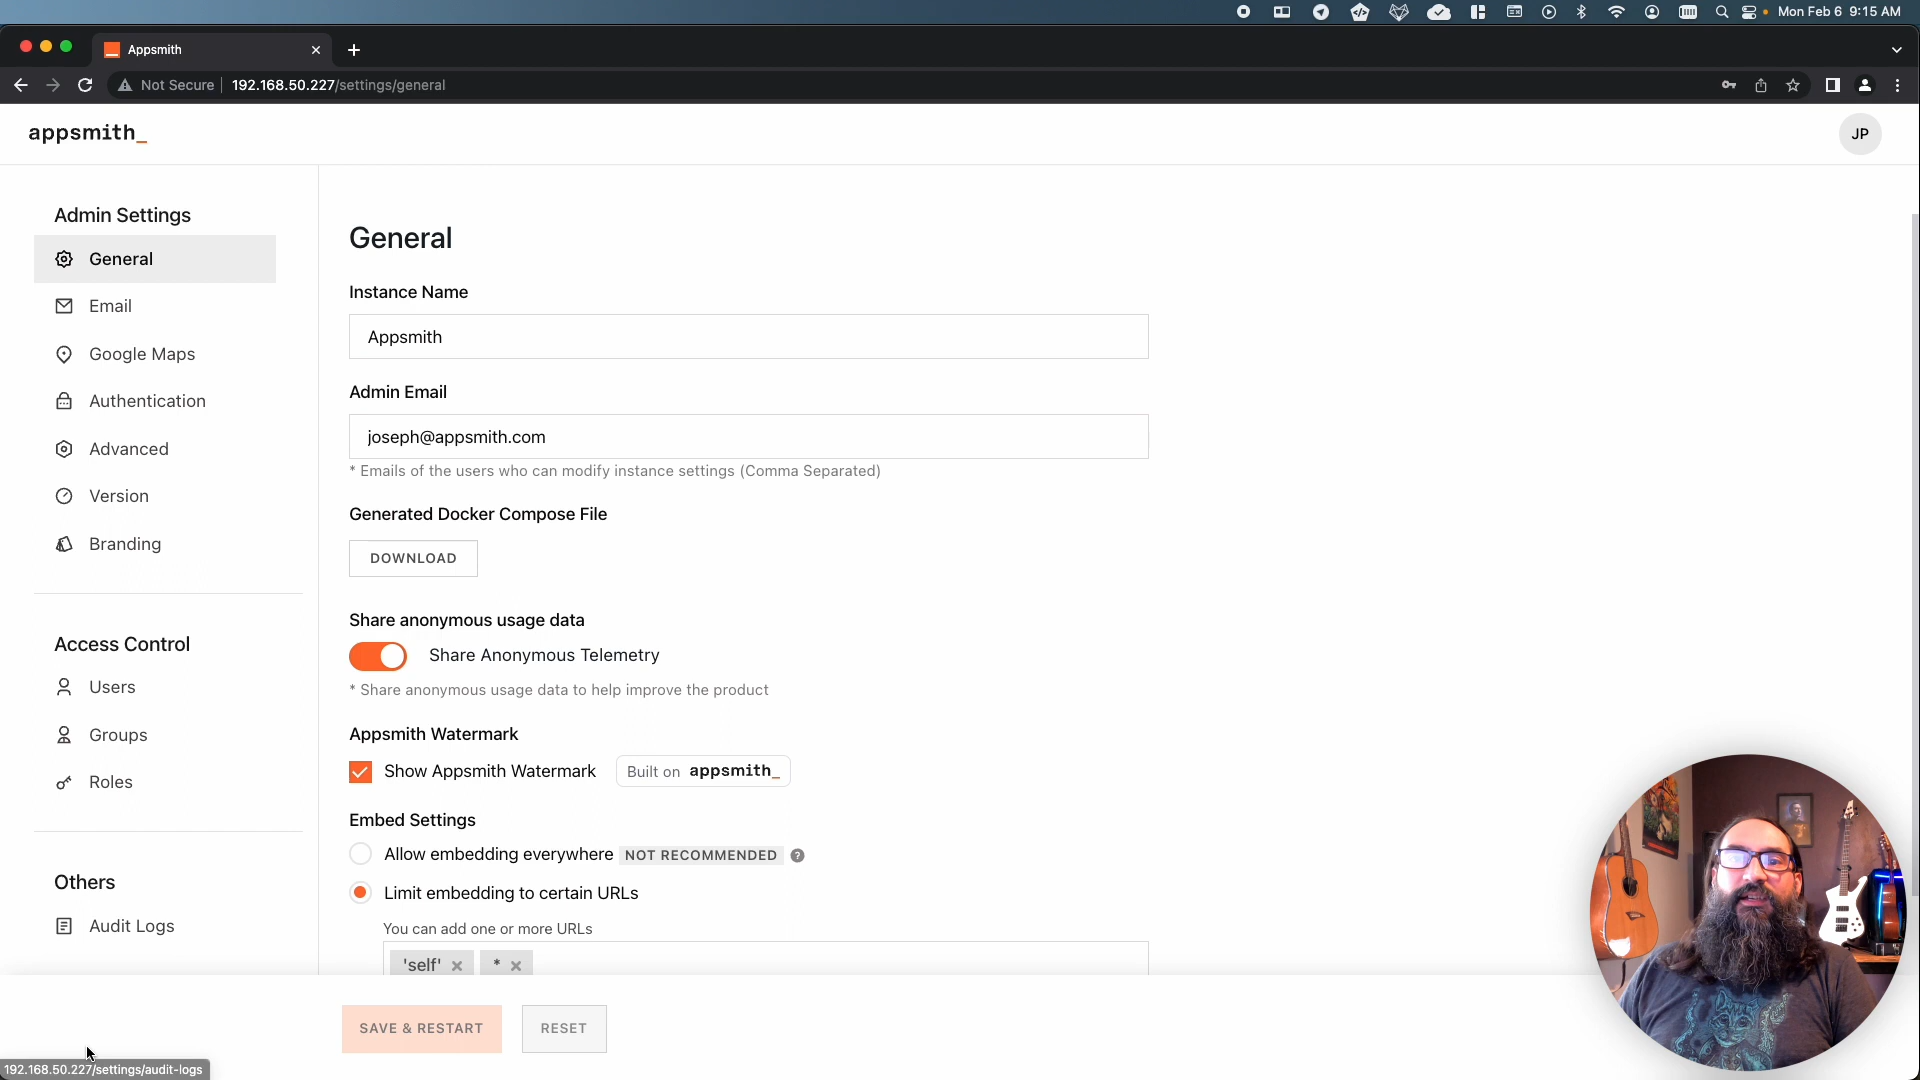 Mon Feb 6 9:15 AM
Appsmith
Not Secure
192.168.50.227/settings/general
appsmith_
JP
Admin Settings
General
Email
Google Maps
Authentication
Advanced
Version
Branding
Access Control
Users
Groups
Roles
Others
Audit Logs
General
Instance Name
Appsmith
Admin Email
joseph@appsmith.com
* Emails of the users who can modify instance settings (Comma Separated)
Generated Docker Compose File
DOWNLOAD
Share anonymous usage data
Share Anonymous Telemetry
* Share anonymous usage data to help improve the product
Appsmith Watermark
Show Appsmith Watermark
Built on appsmith_
Embed Settings
Allow embedding everywhere NOT RECOMMENDED ?
Limit embedding to certain URLs
You can add one or more URLs
'self' × * ×
SAVE & RESTART
RESET
192.168.50.227/settings/audit-logs